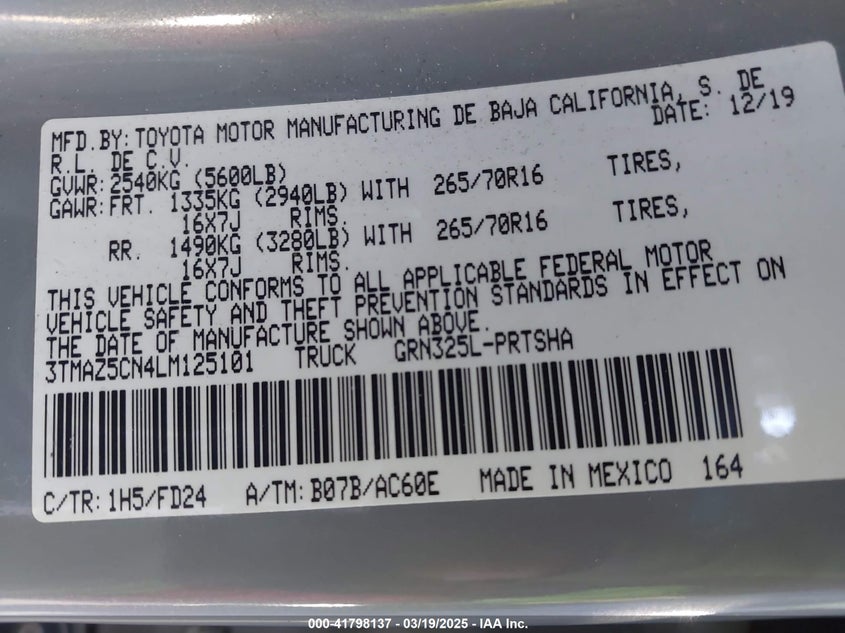 MFD.BY: TOYOTA MOTOR MANUFACTURING DE BAJA CALIFORNIA, S. DE
R.L. DE C.V. DATE: 12/19
GVWR: 2540KG (5600LB)
GAWR: FRT. 1335KG (2940LB) WITH 265/70R16 TIRES,
16X7J RIMS.
RR. 1490KG (3280LB) WITH 265/70R16 TIRES,
16X7J RIMS.
THIS VEHICLE CONFORMS TO ALL APPLICABLE FEDERAL MOTOR
VEHICLE SAFETY AND THEFT PREVENTION STANDARDS IN EFFECT ON
THE DATE OF MANUFACTURE SHOWN ABOVE.
3TMAZ5CN4LM125101 TRUCK GRN325L-PRTSHA
C/TR: 1H5/FD24 A/TM: B07B/AC60E MADE IN MEXICO 164
000-41798137 - 03/19/2025 - IAA Inc.